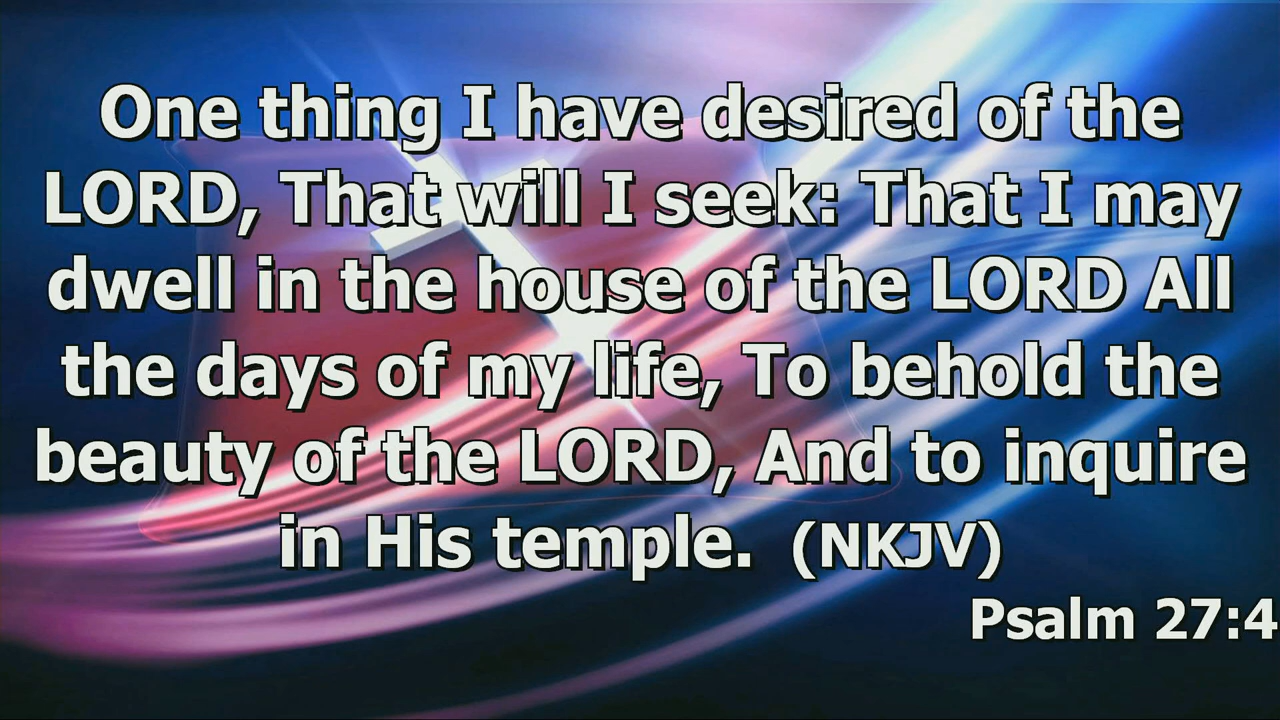 One thing I have desired of the
LORD, That will I seek: That I may
dwell in the house of the LORD All
the days of my life, To behold the
beauty of the LORD, And to inquire
in His temple. (NKJV)
Psalm 27:4